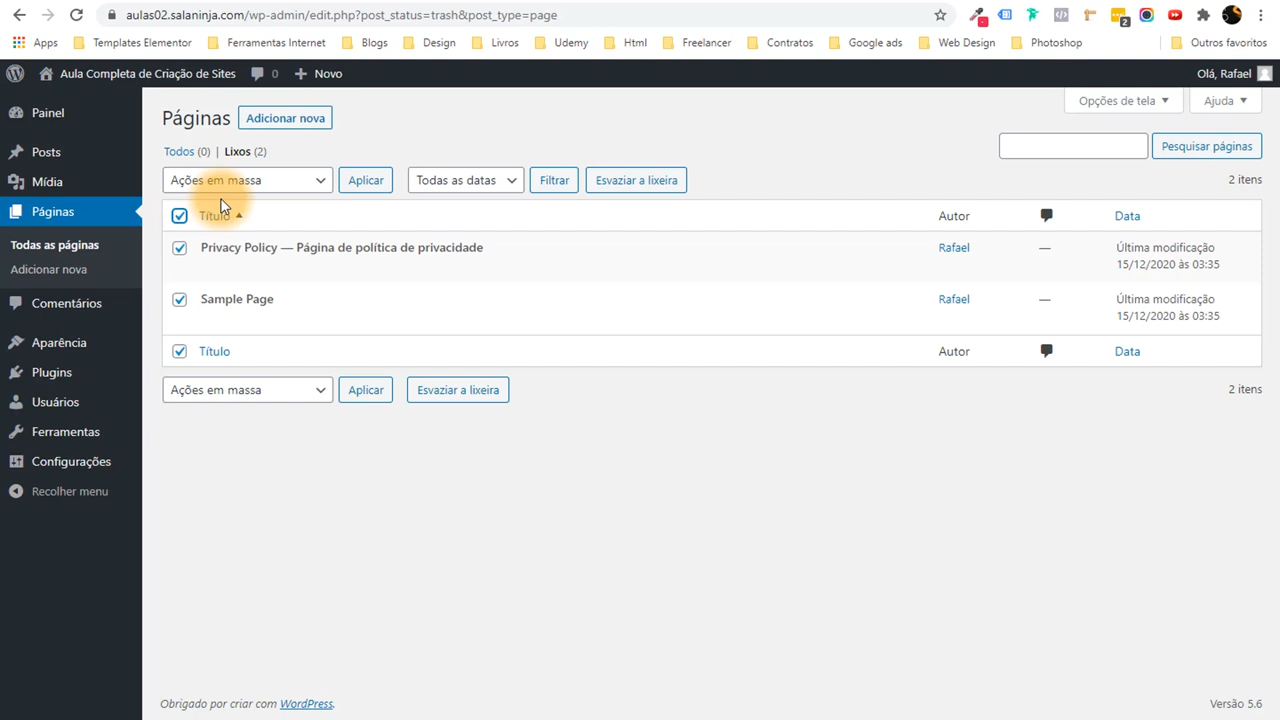 aulas02.salaninja.com/wp-admin/edit.php?post_status=trash&post_type=page
2
Apps Templates Elementor Ferramentas Internet Blogs Design Livros Udemy Html Freelancer Contratos Google ads Web Design Photoshop Outros favoritos
Aula Completa de Criação de Sites 0 Novo Olá, Rafael
Painel
Posts
Mídia
Páginas
Todas as páginas
Adicionar nova
Comentários
Aparência
Plugins
Usuários
Ferramentas
Configurações
Recolher menu
Opções de tela Ajuda
Páginas Adicionar nova
Todos (0) | Lixos (2)
Pesquisar páginas
Ações em massa Aplicar Todas as datas Filtrar Esvaziar a lixeira 2 itens
Título Autor Data
Privacy Policy — Página de política de privacidade Rafael — Última modificação
15/12/2020 às 03:35
Sample Page Rafael — Última modificação
15/12/2020 às 03:35
Título Autor Data
Ações em massa Aplicar Esvaziar a lixeira 2 itens
Obrigado por criar com WordPress. Versão 5.6